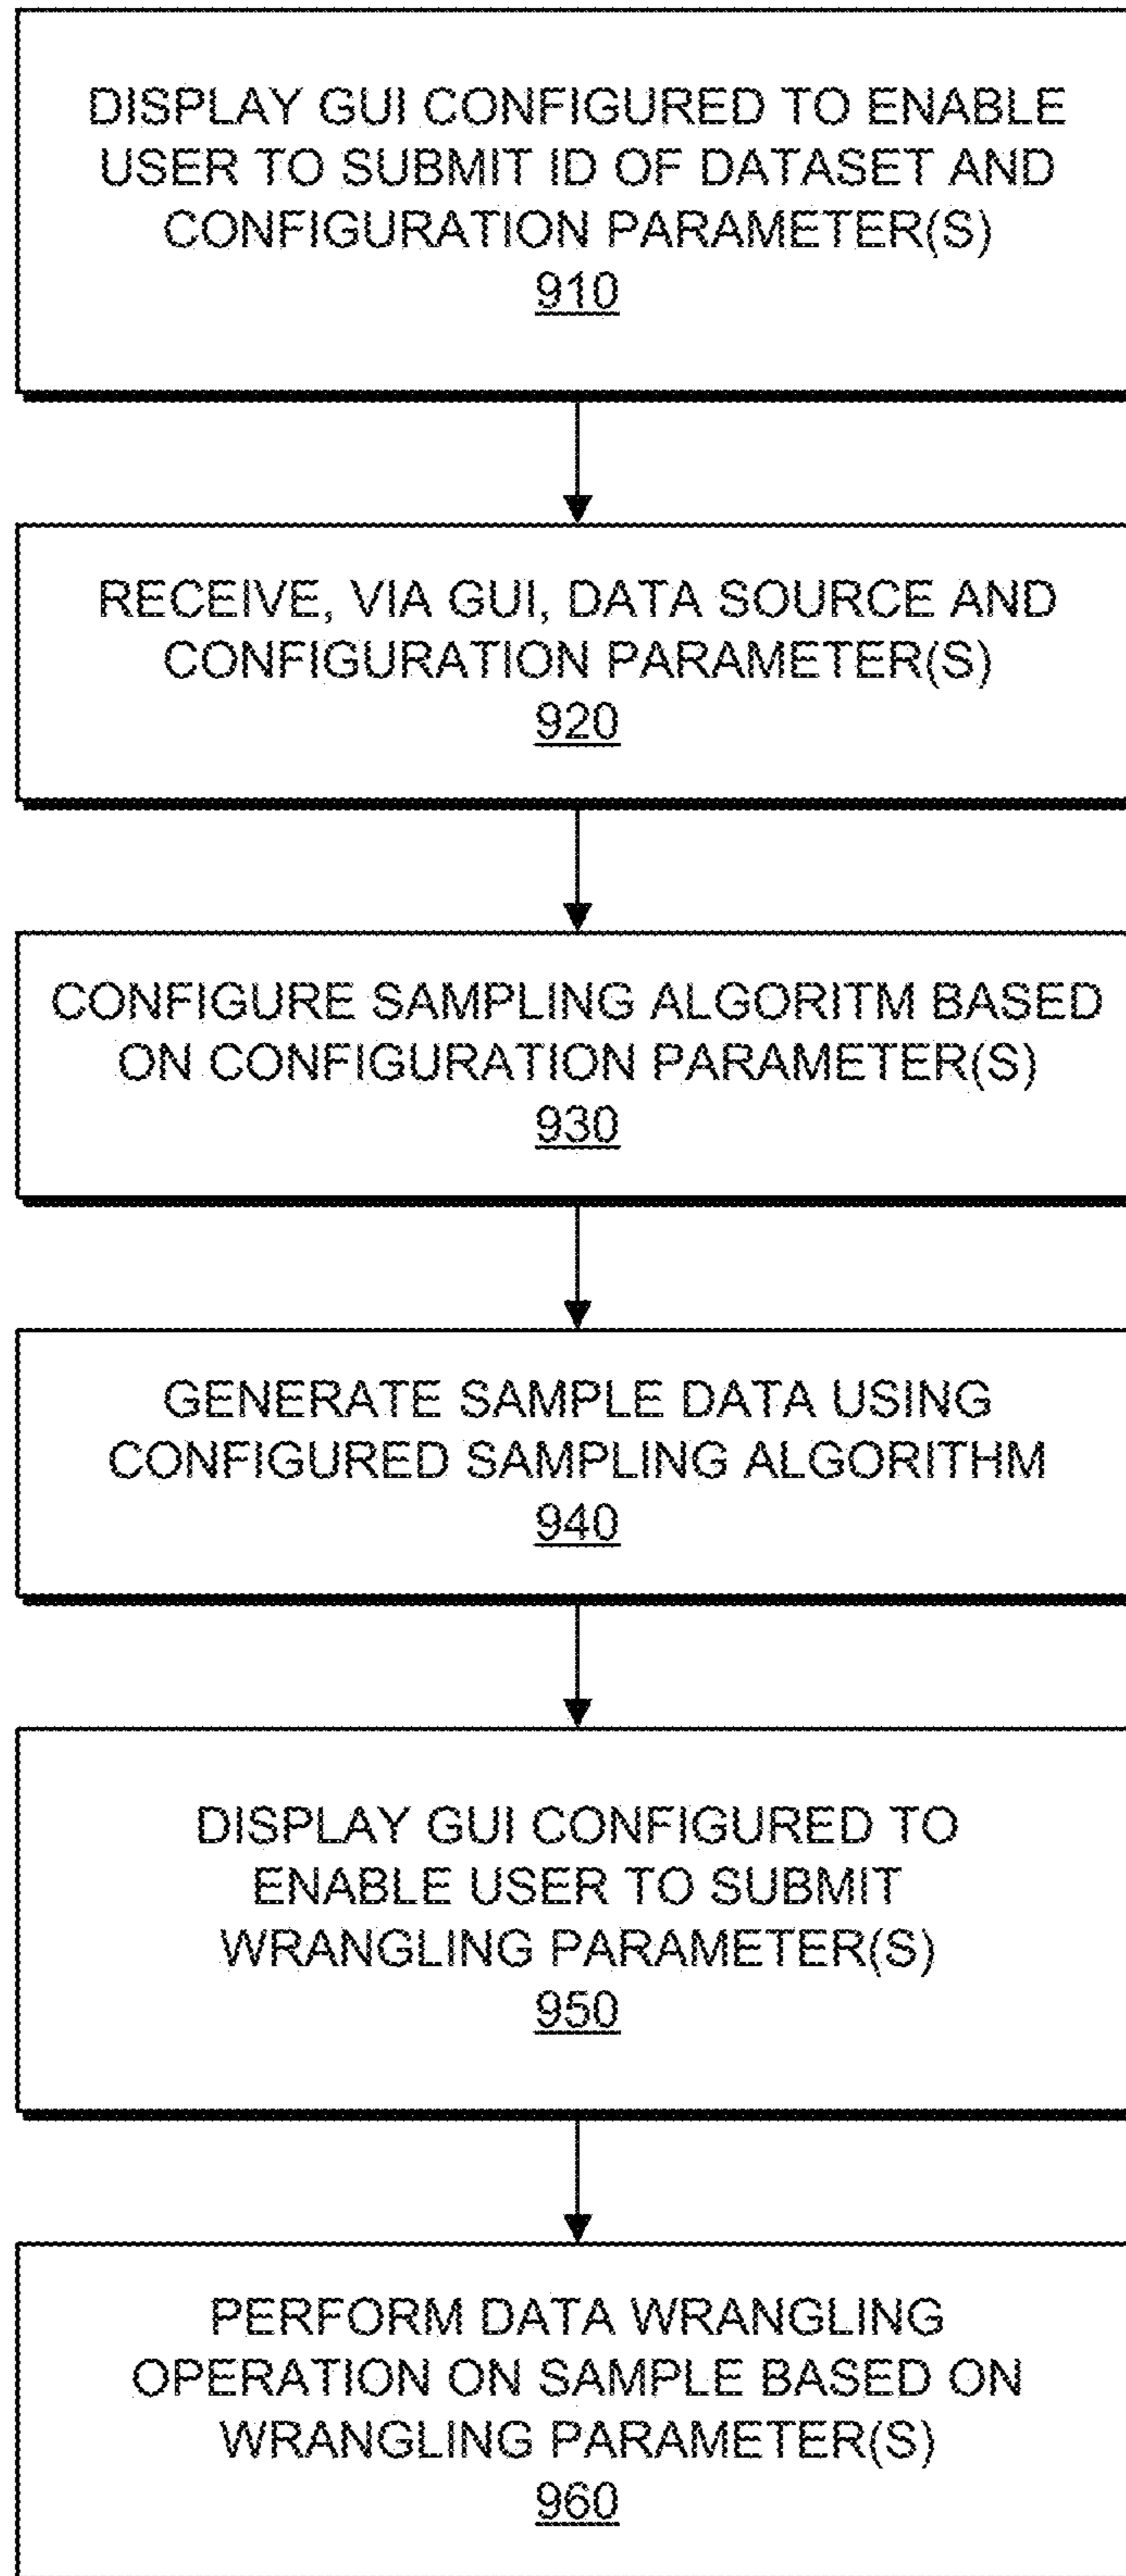 DISPLAY GUI CONFIGURED TO ENABLE
USER TO SUBMIT ID OF DATASET AND
CONFIGURATION PARAMETER(S)
910
RECEIVE, VIA GUI, DATA SOURCE AND
CONFIGURATION PARAMETER(S)
920
CONFIGURE SAMPLING ALGORITM BASED
ON CONFIGURATION PARAMETER(S)
930
GENERATE SAMPLE DATA USING
CONFIGURED SAMPLING ALGORITHM
940
DISPLAY GUI CONFIGURED TO
ENABLE USER TO SUBMIT
WRANGLING PARAMETER(S)
950
PERFORM DATA WRANGLING
OPERATION ON SAMPLE BASED ON
WRANGLING PARAMETER(S)
960